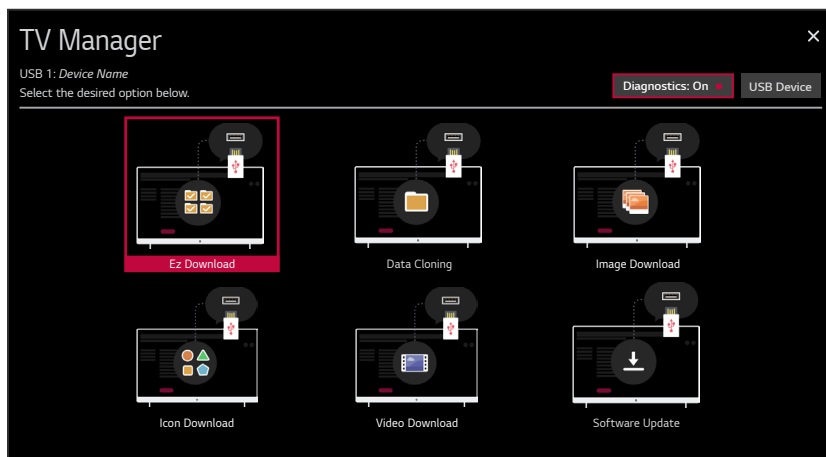 TV Manager
USB 1: Device Name
Select the desired option below.
Diagnostics: On
USB Device
Ez Download
Data Cloning
Image Download
Icon Download
Video Download
Software Update